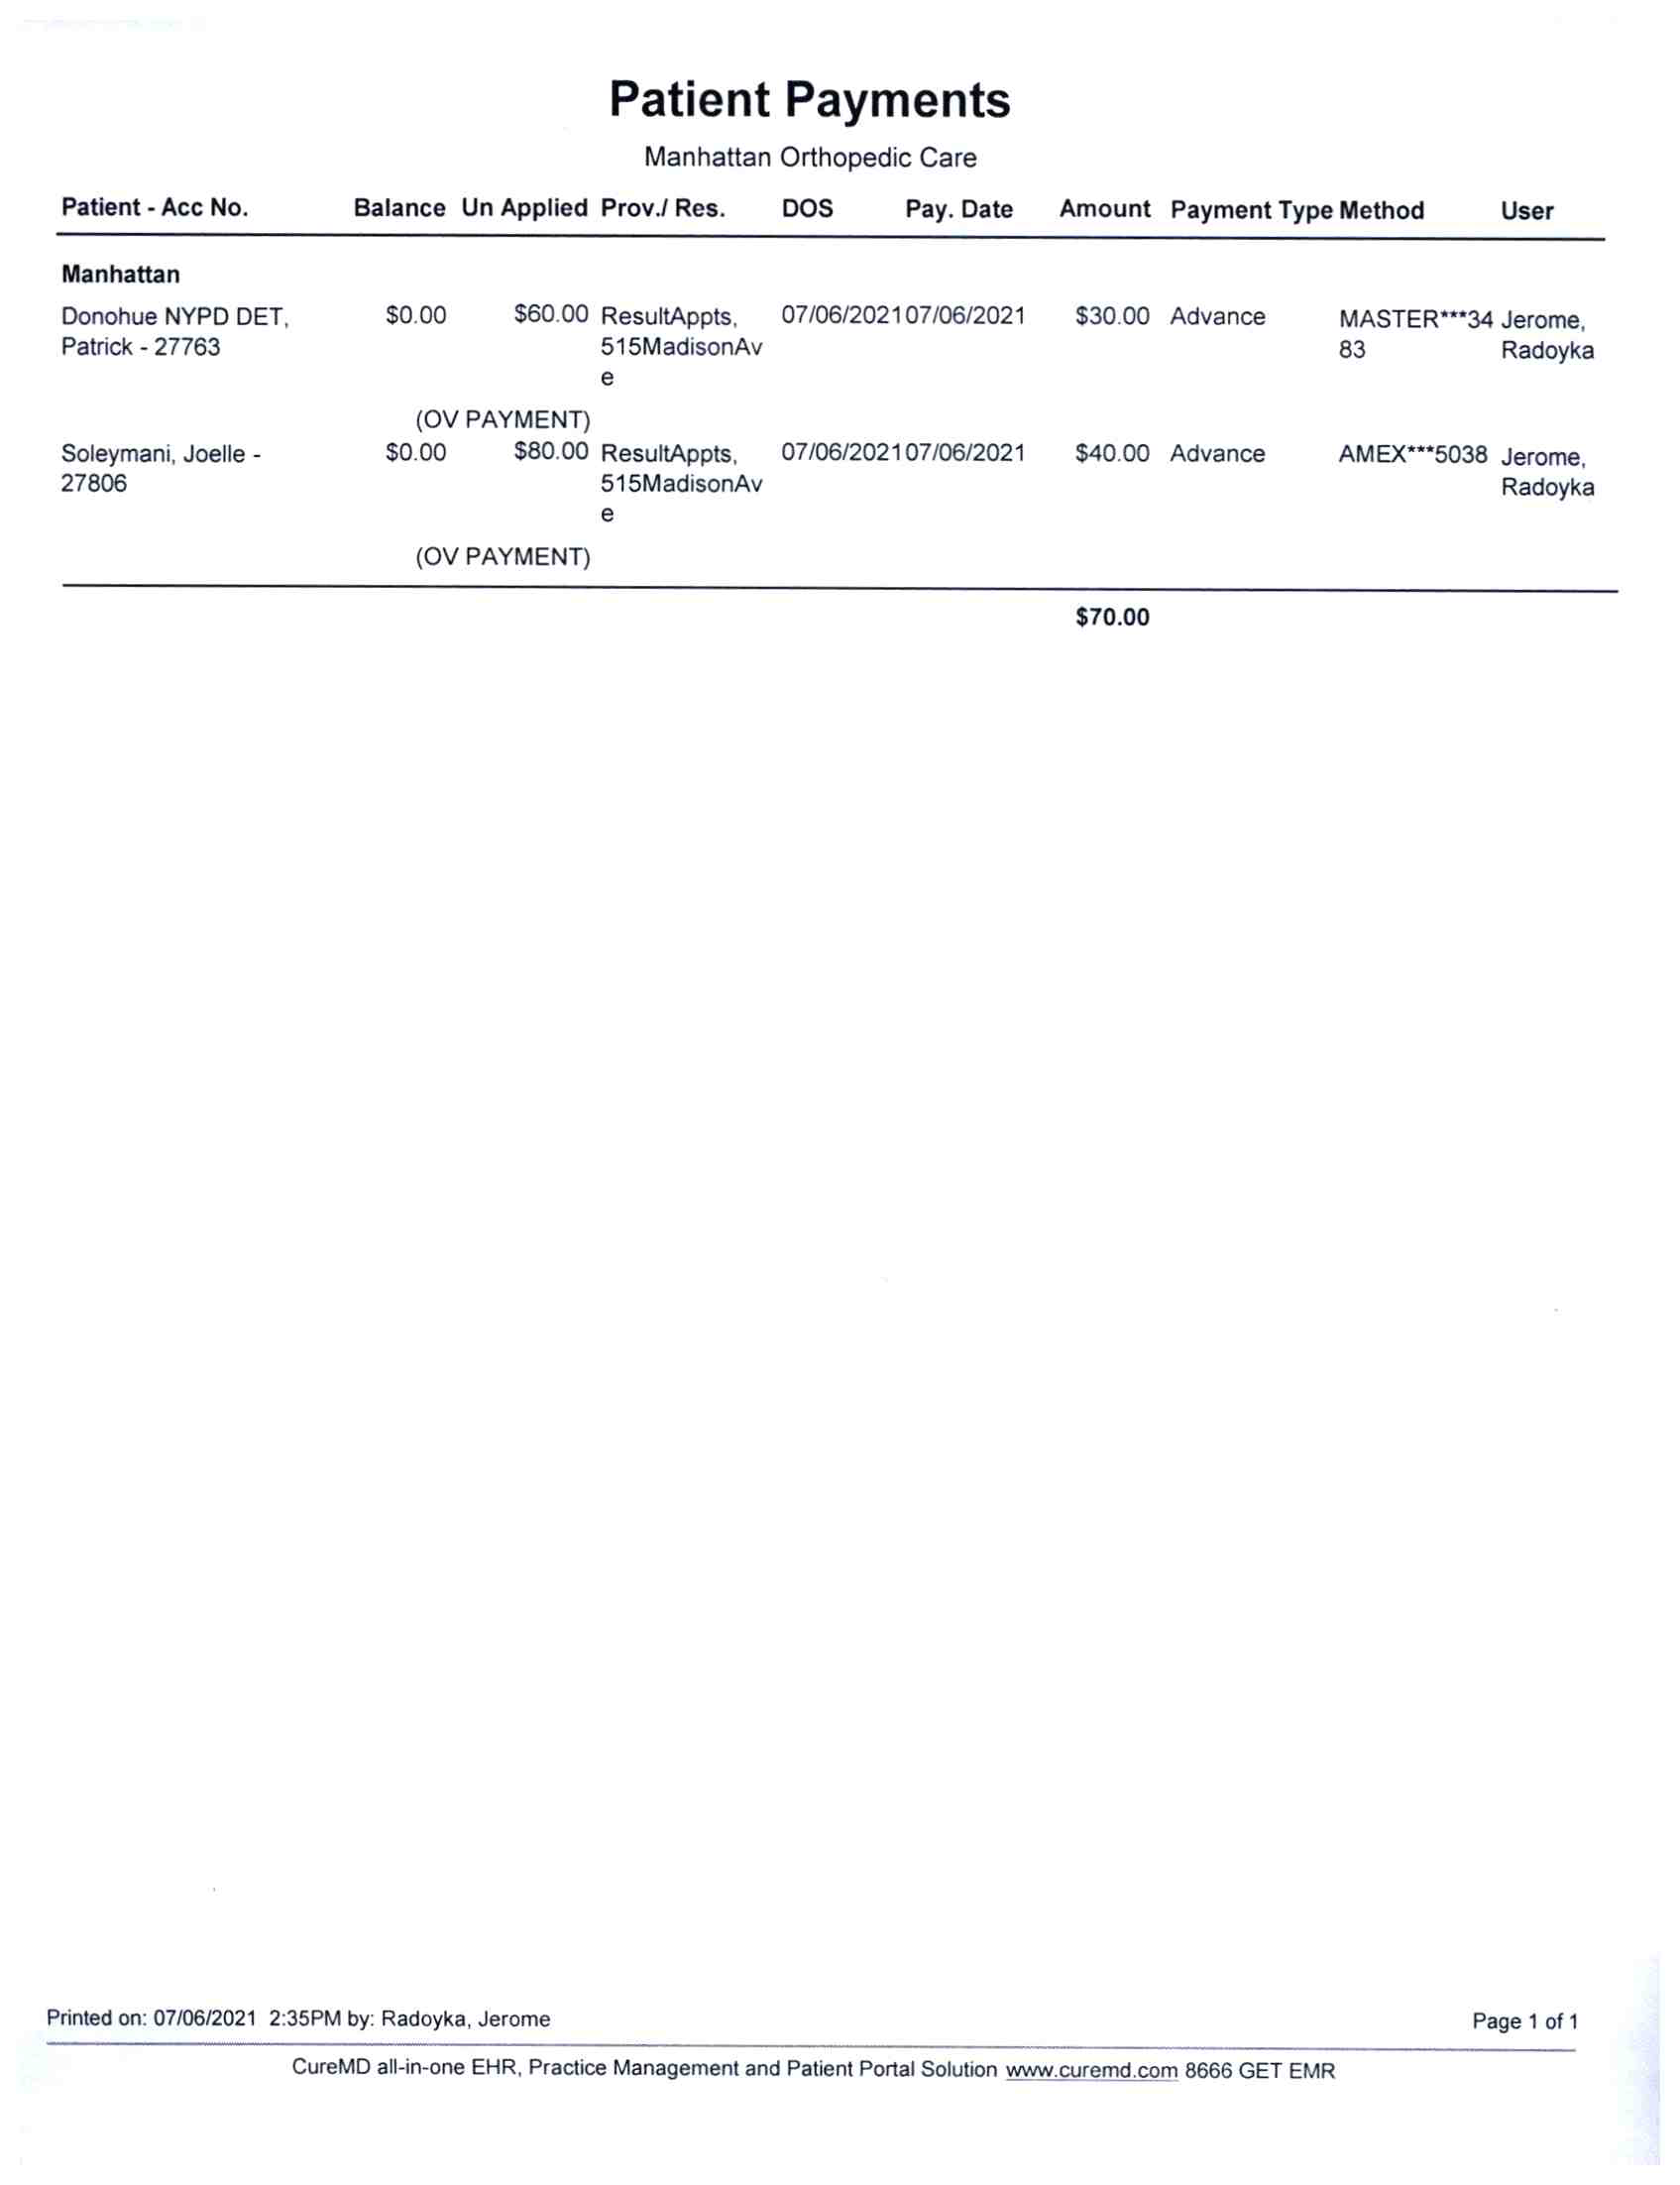 Patient Payments
Manhattan Orthopedic Care
Patient - Acc No. Balance Un Applied Prov./ Res. DOS Pay. Date Amount Payment Type Method User
Manhattan
Donohue NYPD DET, $0.00 $60.00 ResultAppts, 07/06/2021 07/06/2021 $30.00 Advance MASTER***34 Jerome,
Patrick - 27763 515MadisonAv 83 Radoyka
e
(OV PAYMENT)
Soleymani, Joelle - $0.00 $80.00 ResultAppts, 07/06/2021 07/06/2021 $40.00 Advance AMEX***5038 Jerome,
27806 515MadisonAv Radoyka
e
(OV PAYMENT)
$70.00
Printed on: 07/06/2021 2:35PM by: Radoyka, Jerome Page 1 of 1
CureMD all-in-one EHR, Practice Management and Patient Portal Solution www.curemd.com 8666 GET EMR